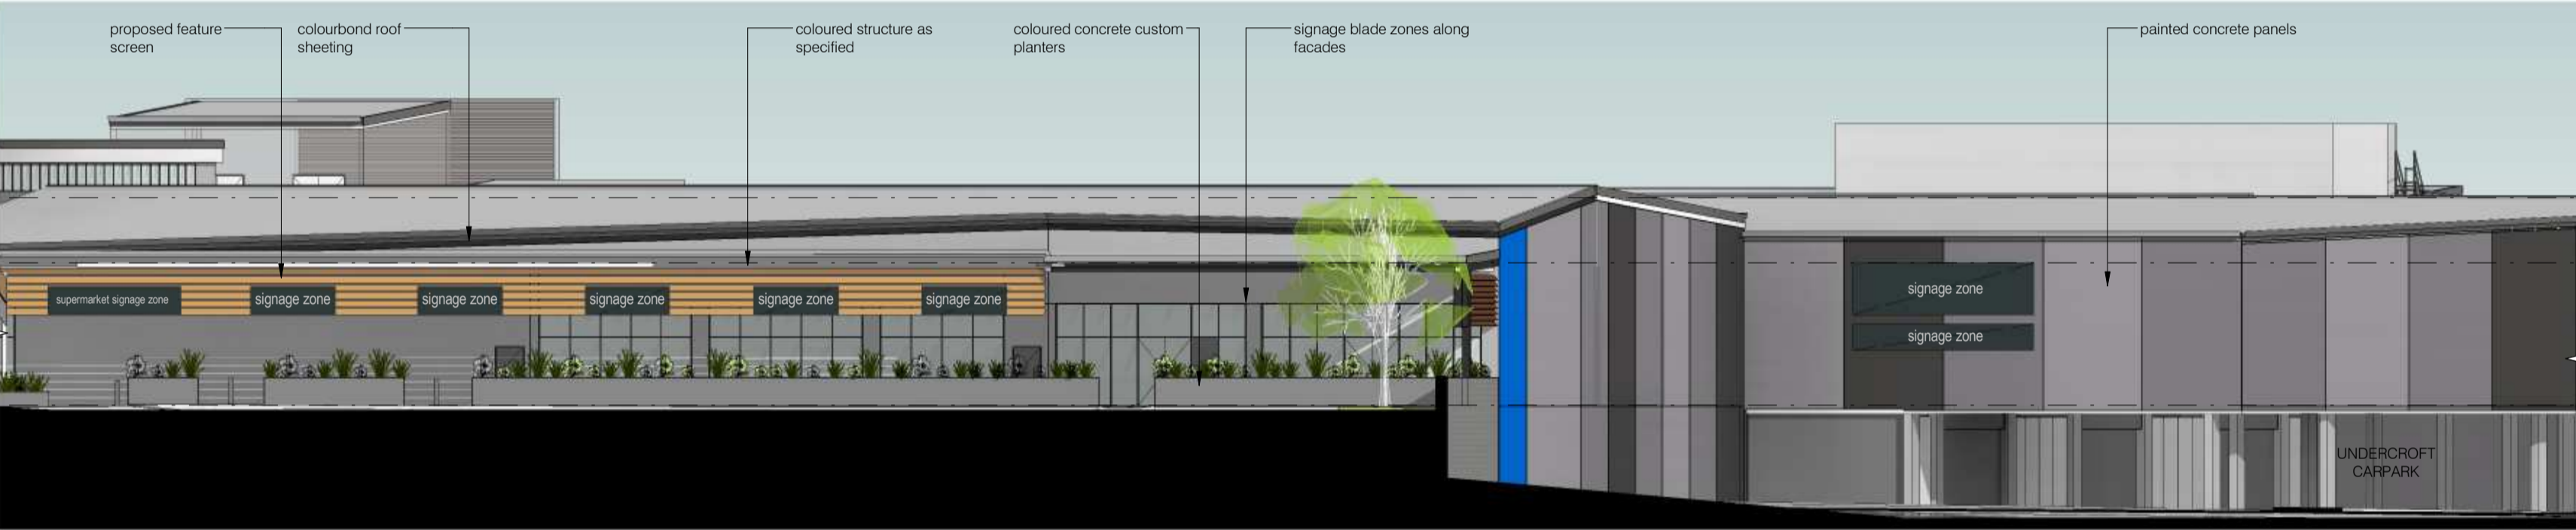 proposed feature
screen
colourbond roof
sheeting
coloured structure as
specified
coloured concrete custom
planters
signage blade zones along
facades
painted concrete panels
supermarket signage zone
signage zone
signage zone
signage zone
signage zone
signage zone
signage zone
signage zone
UNDERCROFT
CARPARK